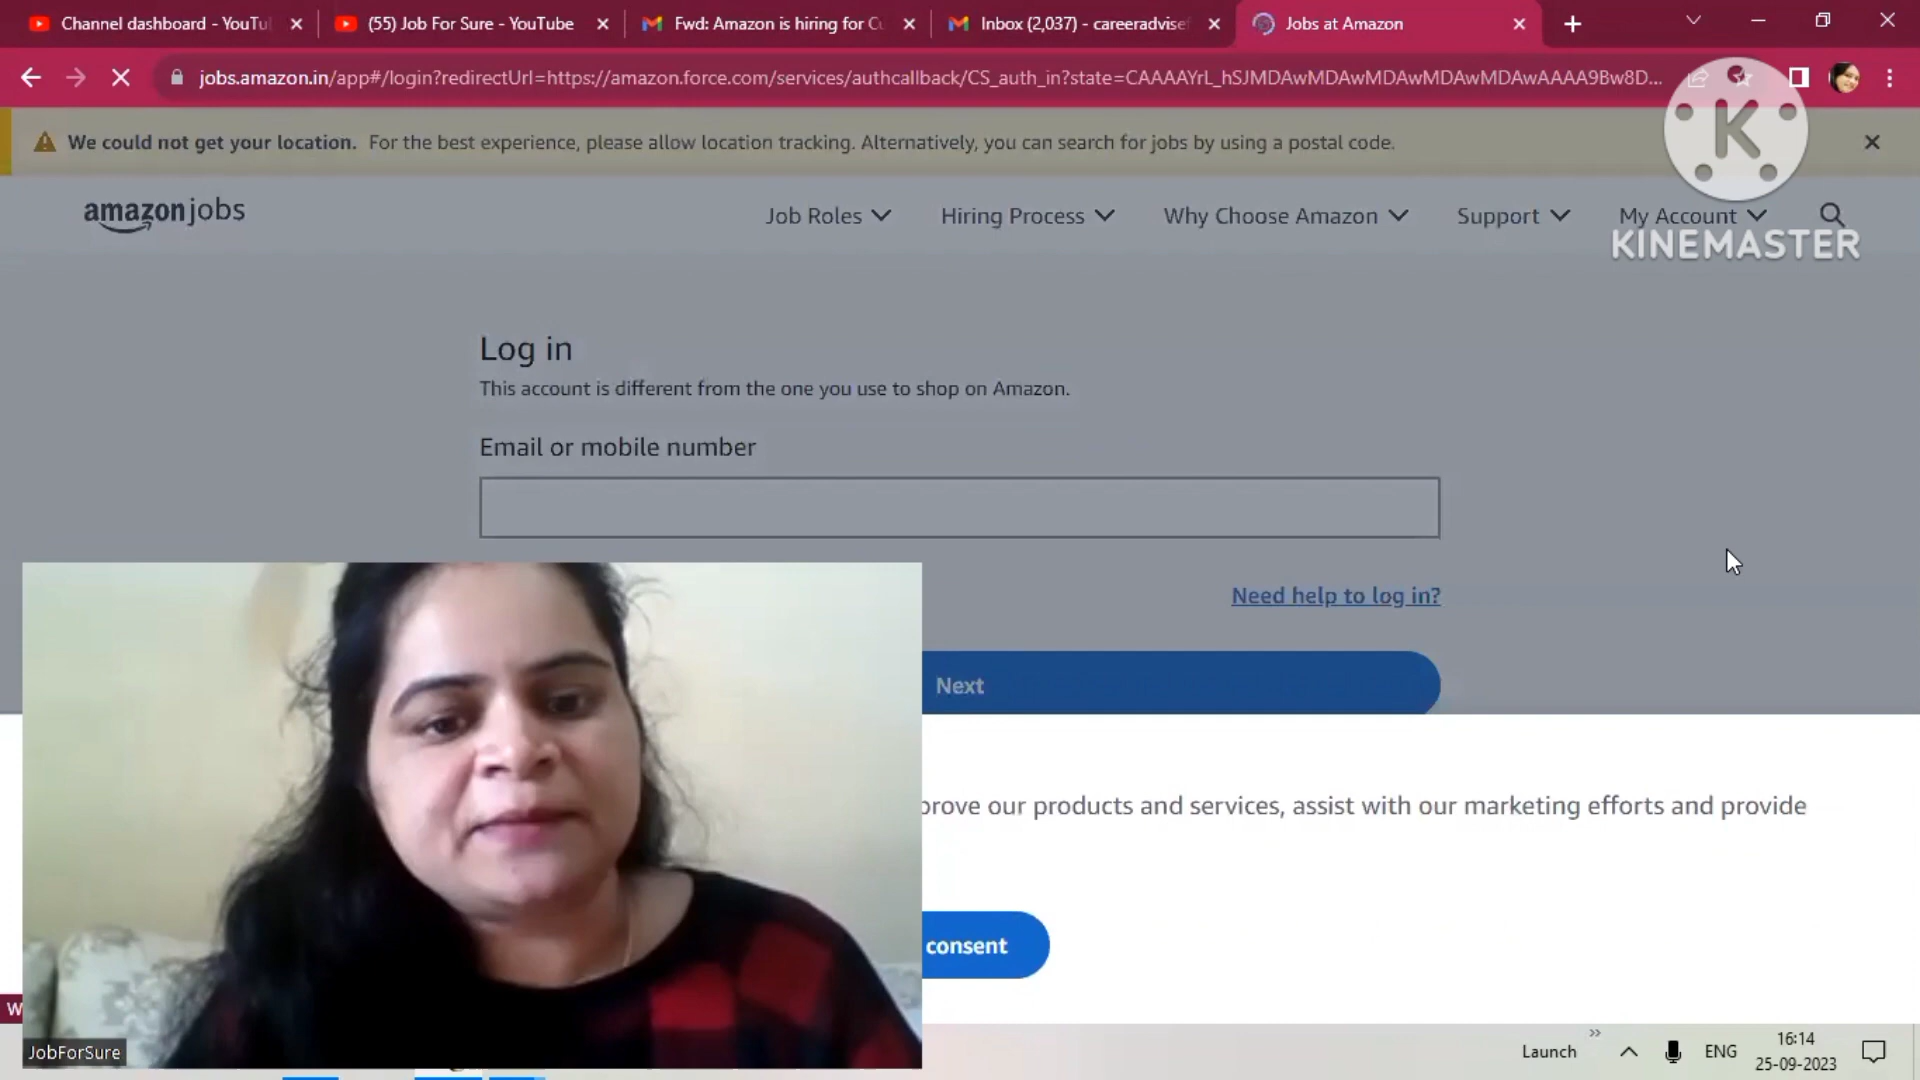 Channel dashboard - YouTu
(55) Job For Sure - YouTube
Fwd: Amazon is hiring for Cu
Inbox (2,037) - careeradvise
Jobs at Amazon
jobs.amazon.in/app#/login?redirectUrl=https://amazon.force.com/services/authcallback/CS_auth_in?state=CAAAAYrL_hSJMDAwMDAwMDAwMDAwMDAwAAAA9Bw8D...
We could not get your location. For the best experience, please allow location tracking. Alternatively, you can search for jobs by using a postal code.
K
amazon jobs
Job Roles
Hiring Process
Why Choose Amazon
Support
My Account
KINEMASTER
Log in
This account is different from the one you use to shop on Amazon.
Email or mobile number
Need help to log in?
Next
prove our products and services, assist with our marketing efforts and provide
consent
W
JobForSure
Launch
ENG
16:14
25-09-2023